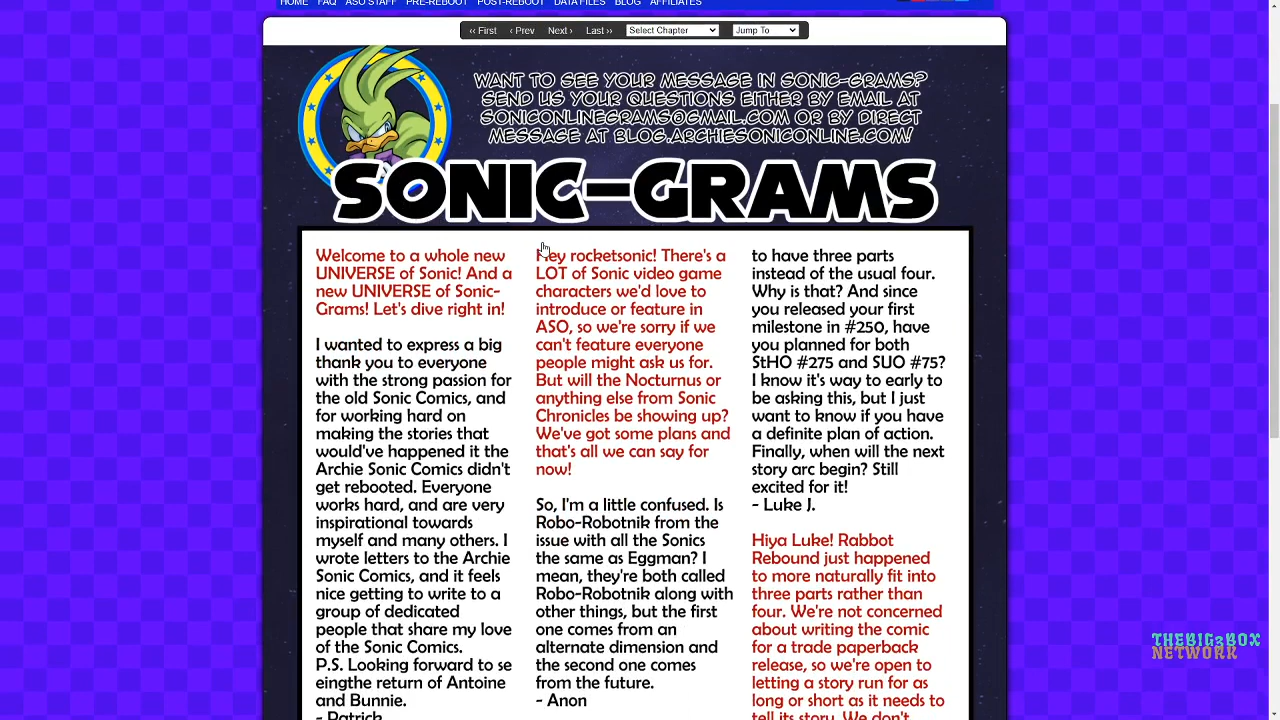 HOME FAQ ASO STAFF PRE-REBOOT POST-REBOOT DATA FILES BLOG AFFILIATES
‹‹ First ‹ Prev Next › Last ›› Select Chapter Jump To
WANT TO SEE YOUR MESSAGE IN SONIC-GRAMS?
SEND US YOUR QUESTIONS EITHER BY EMAIL AT
SONICONLINEGRAMS@GMAIL.COM OR BY DIRECT
MESSAGE AT BLOG.ARCHIESONICONLINE.COM!
SONIC-GRAMS
Welcome to a whole new
UNIVERSE of Sonic! And a
new UNIVERSE of Sonic-
Grams! Let's dive right in!
I wanted to express a big
thank you to everyone
with the strong passion for
the old Sonic Comics, and
for working hard on
making the stories that
would've happened it the
Archie Sonic Comics didn't
get rebooted. Everyone
works hard, and are very
inspirational towards
myself and many others. I
wrote letters to the Archie
Sonic Comics, and it feels
nice getting to write to a
group of dedicated
people that share my love
of the Sonic Comics.
P.S. Looking forward to se
eingthe return of Antoine
and Bunnie.
- Patrick
Hey rocketsonic! There's a
LOT of Sonic video game
characters we'd love to
introduce or feature in
ASO, so we're sorry if we
can't feature everyone
people might ask us for.
But will the Nocturnus or
anything else from Sonic
Chronicles be showing up?
We've got some plans and
that's all we can say for
now!
So, I'm a little confused. Is
Robo-Robotnik from the
issue with all the Sonics
the same as Eggman? I
mean, they're both called
Robo-Robotnik along with
other things, but the first
one comes from an
alternate dimension and
the second one comes
from the future.
- Anon
to have three parts
instead of the usual four.
Why is that? And since
you released your first
milestone in #250, have
you planned for both
StHO #275 and SUO #75?
I know it's way to early to
be asking this, but I just
want to know if you have
a definite plan of action.
Finally, when will the next
story arc begin? Still
excited for it!
- Luke J.
Hiya Luke! Rabbot
Rebound just happened
to more naturally fit into
three parts rather than
four. We're not concerned
about writing the comic
for a trade paperback
release, so we're open to
letting a story run for as
long or short as it needs to
tell its story. We don't
THEBIG2BOX
NETWORK